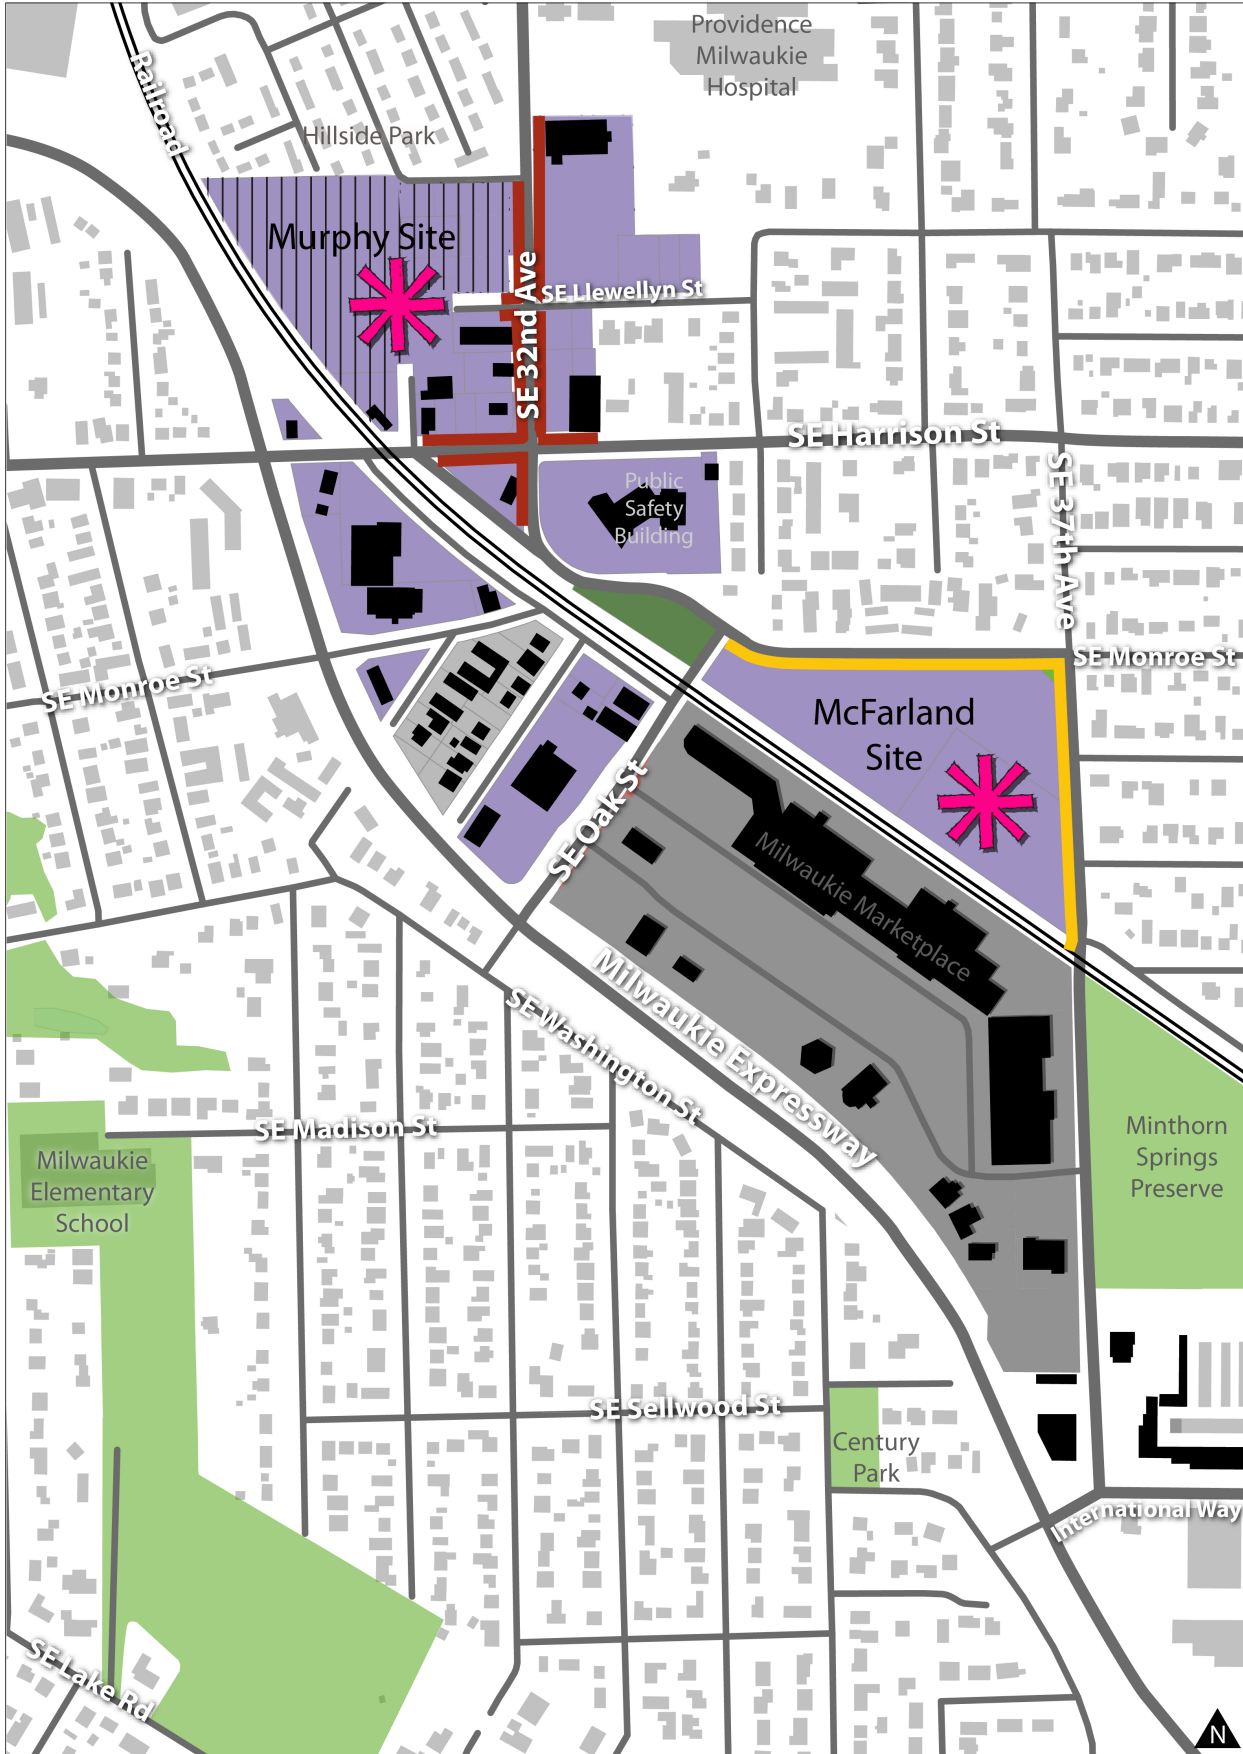 Providence
Milwaukie
Hospital
Railroad
Hillside Park
Murphy Site
SE Llewellyn St
SE 32nd Ave
SE Harrison St
Public
Safety
Building
SE 37th Ave
SE Monroe St
SE Monroe St
McFarland
Site
SE Oak St
Milwaukie Marketplace
Milwaukie Expressway
SE Washington St
SE Madison St
Minthorn
Springs
Preserve
Milwaukie
Elementary
School
SE Sellwood St
Century
Park
International Way
SE Lake Rd
N